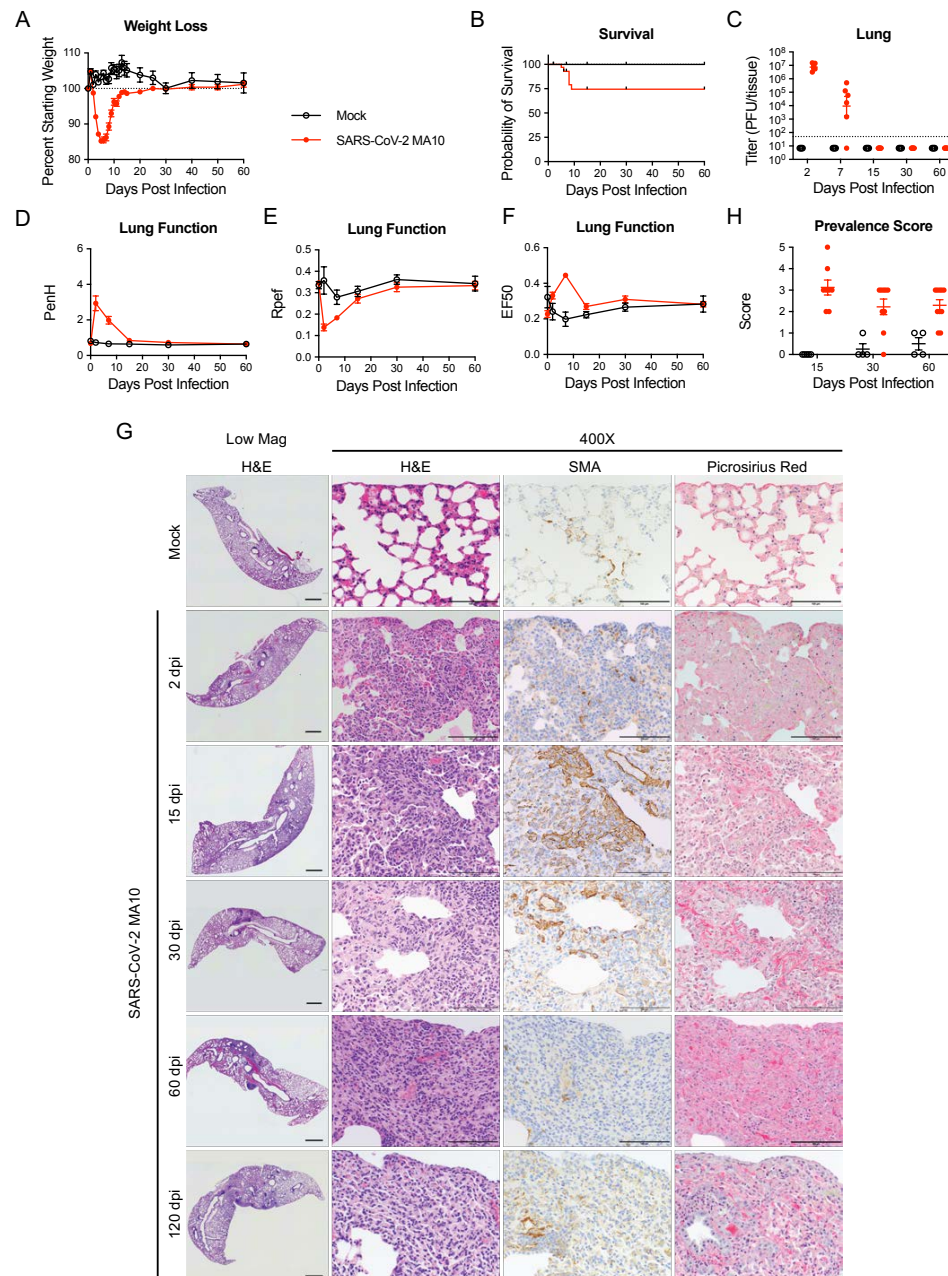 A
Weight Loss
Percent Starting Weight
110
100
90
80
0 10 20 30 40 50 60
Days Post Infection
Mock
SARS-CoV-2 MA10
B
Survival
Probability of Survival
100
75
50
25
0
0 15 30 45 60
Days Post Infection
C
Lung
Titer (PFU/tissue)
10⁷
10⁶
10⁵
10⁴
10³
10²
10¹
10⁰
2 7 15 30 60
Days Post Infection
D
Lung Function
PenH
6
4
2
0
0 10 20 30 40 50 60
Days Post Infection
E
Lung Function
Rpef
0.5
0.4
0.3
0.2
0.1
0.0
0 10 20 30 40 50 60
Days Post Infection
F
Lung Function
EF50
0.6
0.4
0.2
0.0
0 10 20 30 40 50 60
Days Post Infection
H
Prevalence Score
Score
5
4
3
2
1
0
15 30 60
Days Post Infection
G
Low Mag
400X
H&E
H&E
SMA
Picrosirius Red
Mock
SARS-CoV-2 MA10
2 dpi
15 dpi
30 dpi
60 dpi
120 dpi